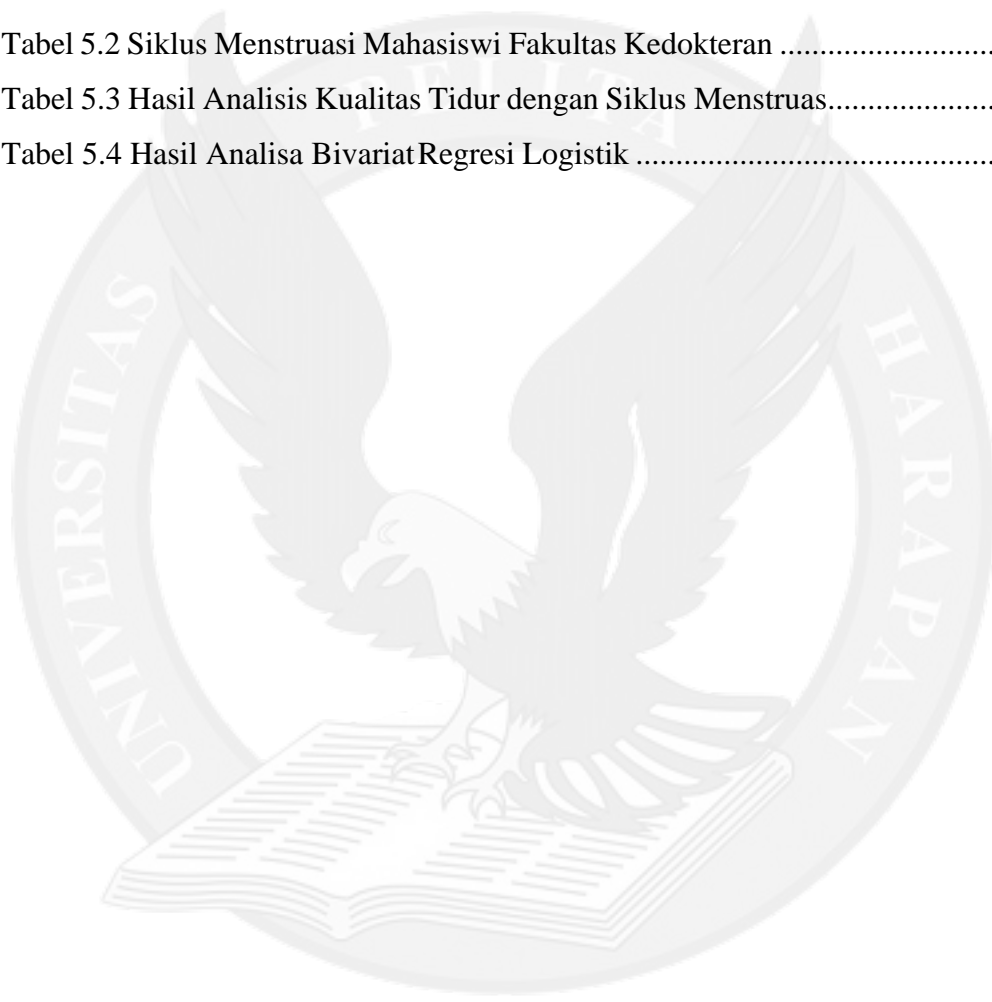 Tabel 5.2 Siklus Menstruasi Mahasiswi Fakultas Kedokteran ...........................
Tabel 5.3 Hasil Analisis Kualitas Tidur dengan Siklus Menstruas.....................
Tabel 5.4 Hasil Analisa Bivariat Regresi Logistik .............................................
UNIVERSITAS PELITA HARAPAN